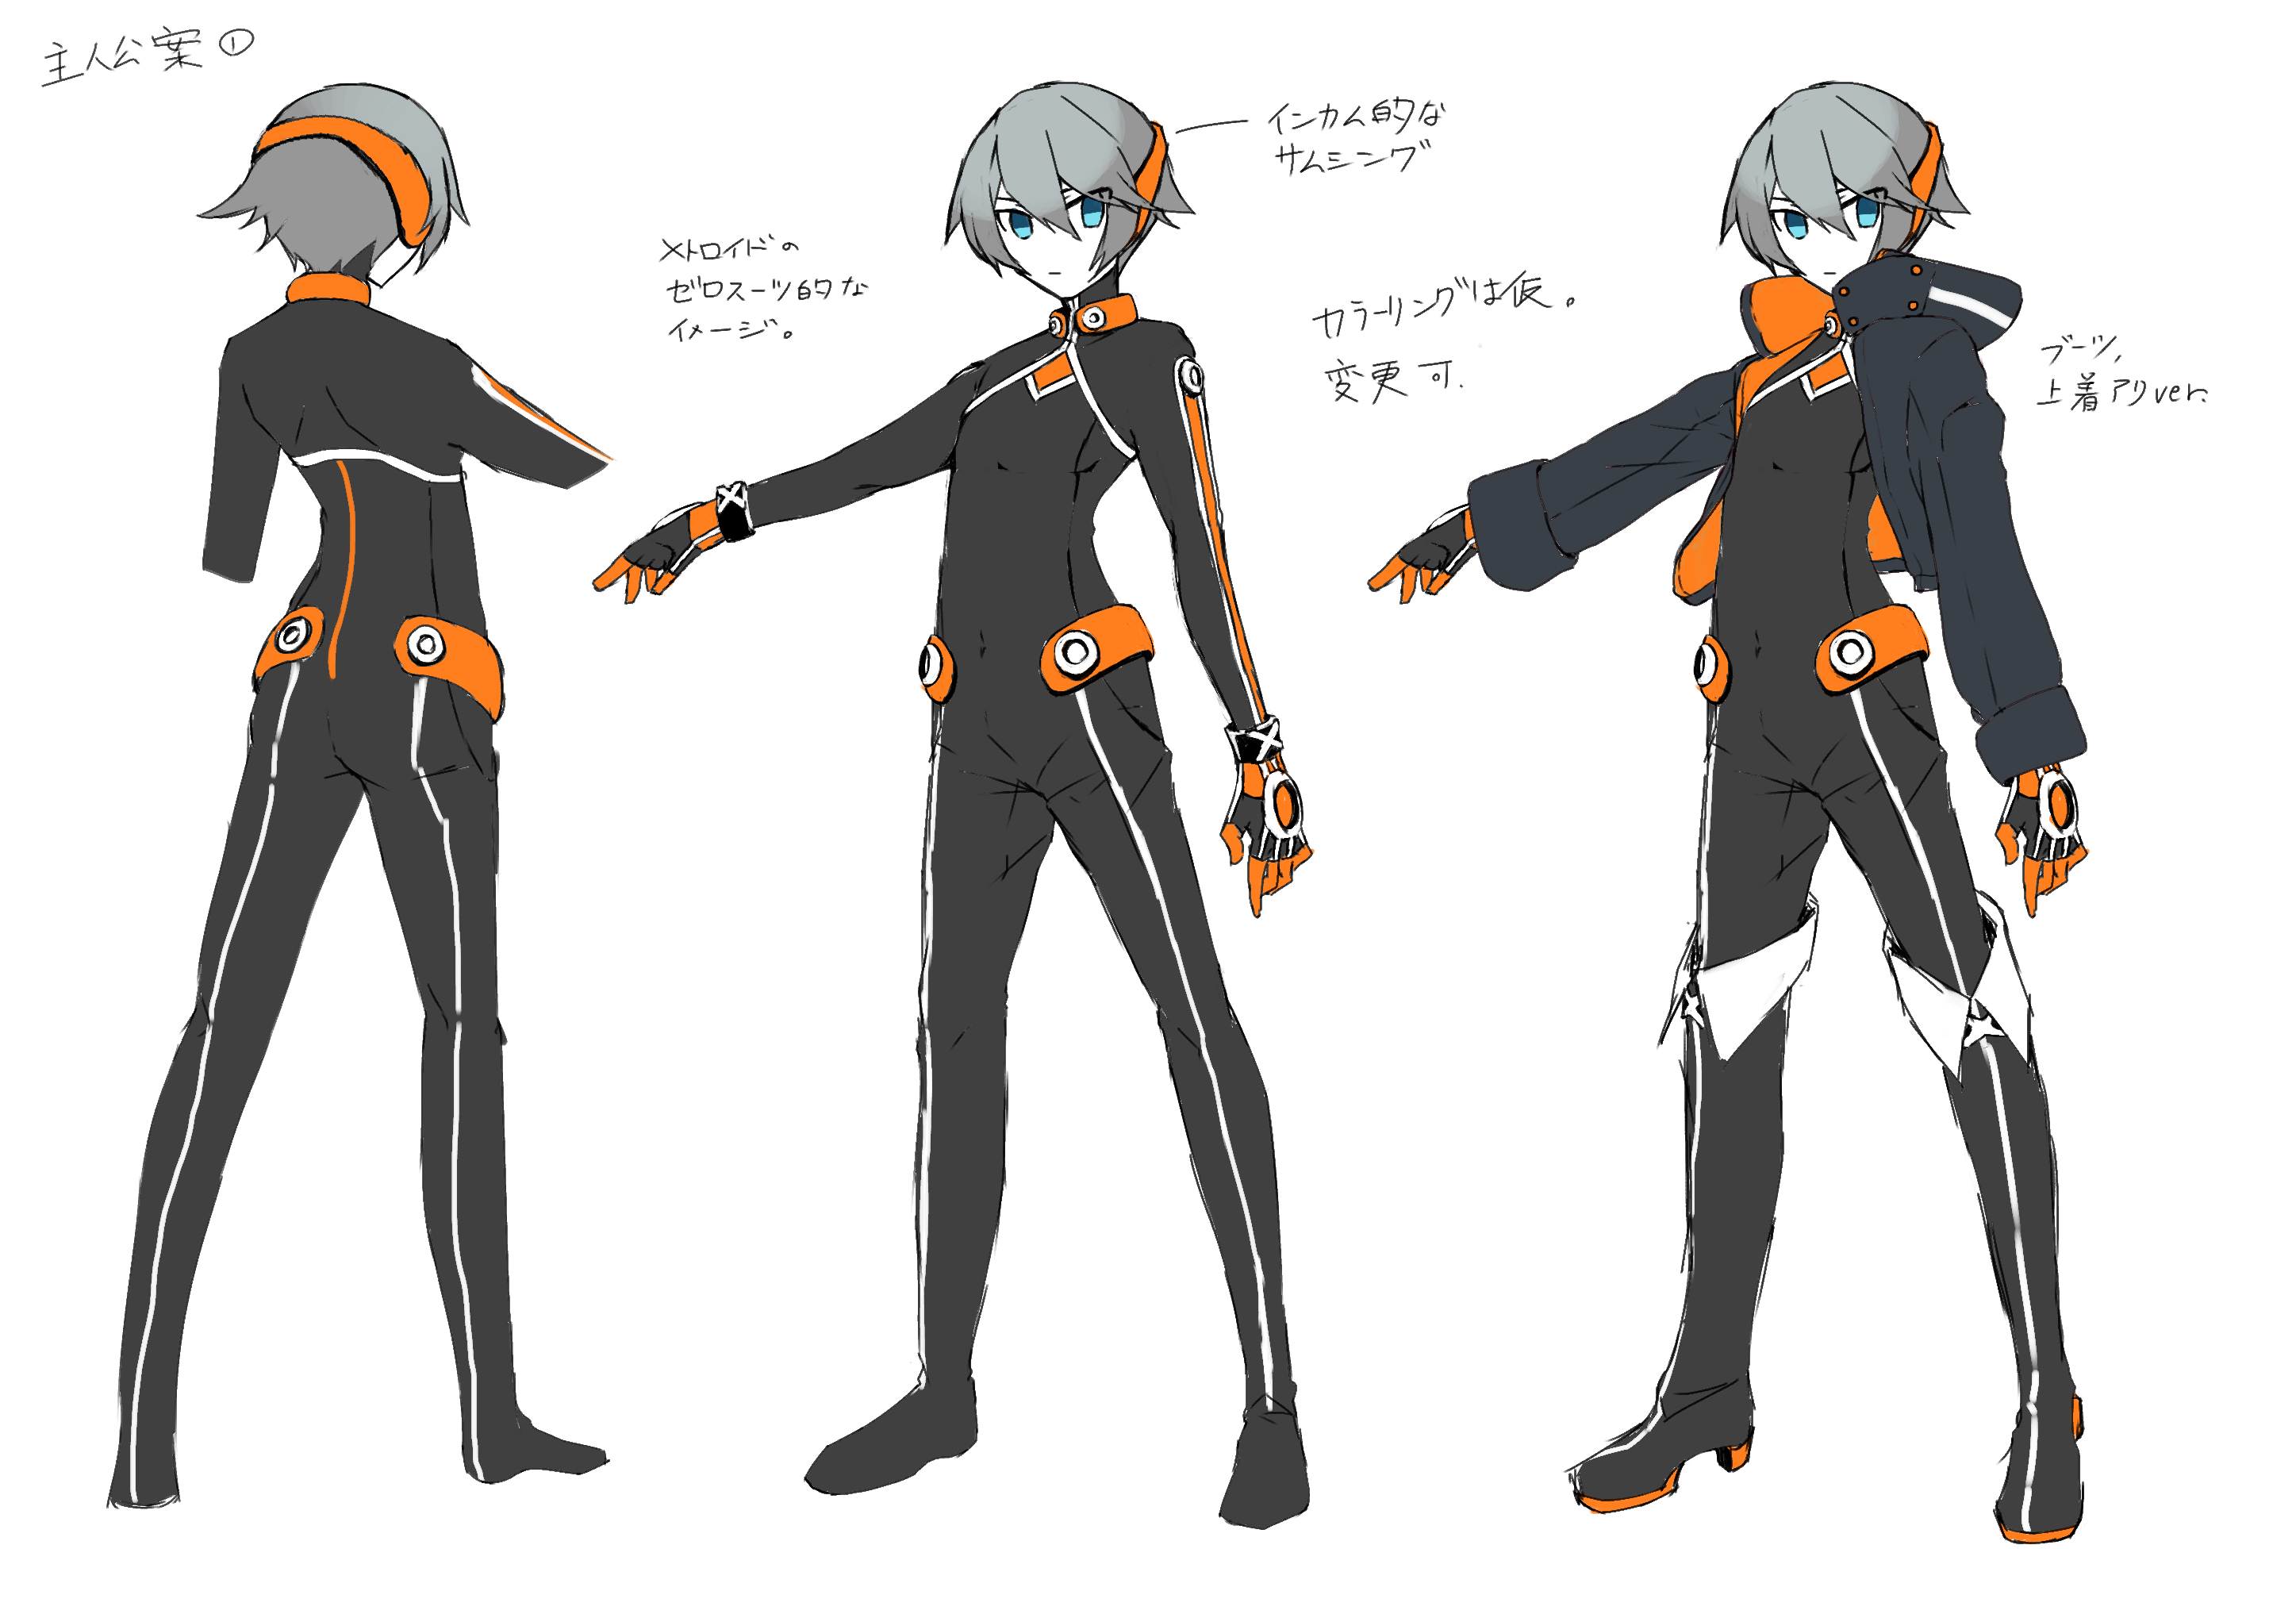 主人公案①
インカム的な
サムシング
メトロイドの
ゼロスーツ的な
イメージ。
カラーリングは仮。
変更可.
ブーツ,
上着アリver.